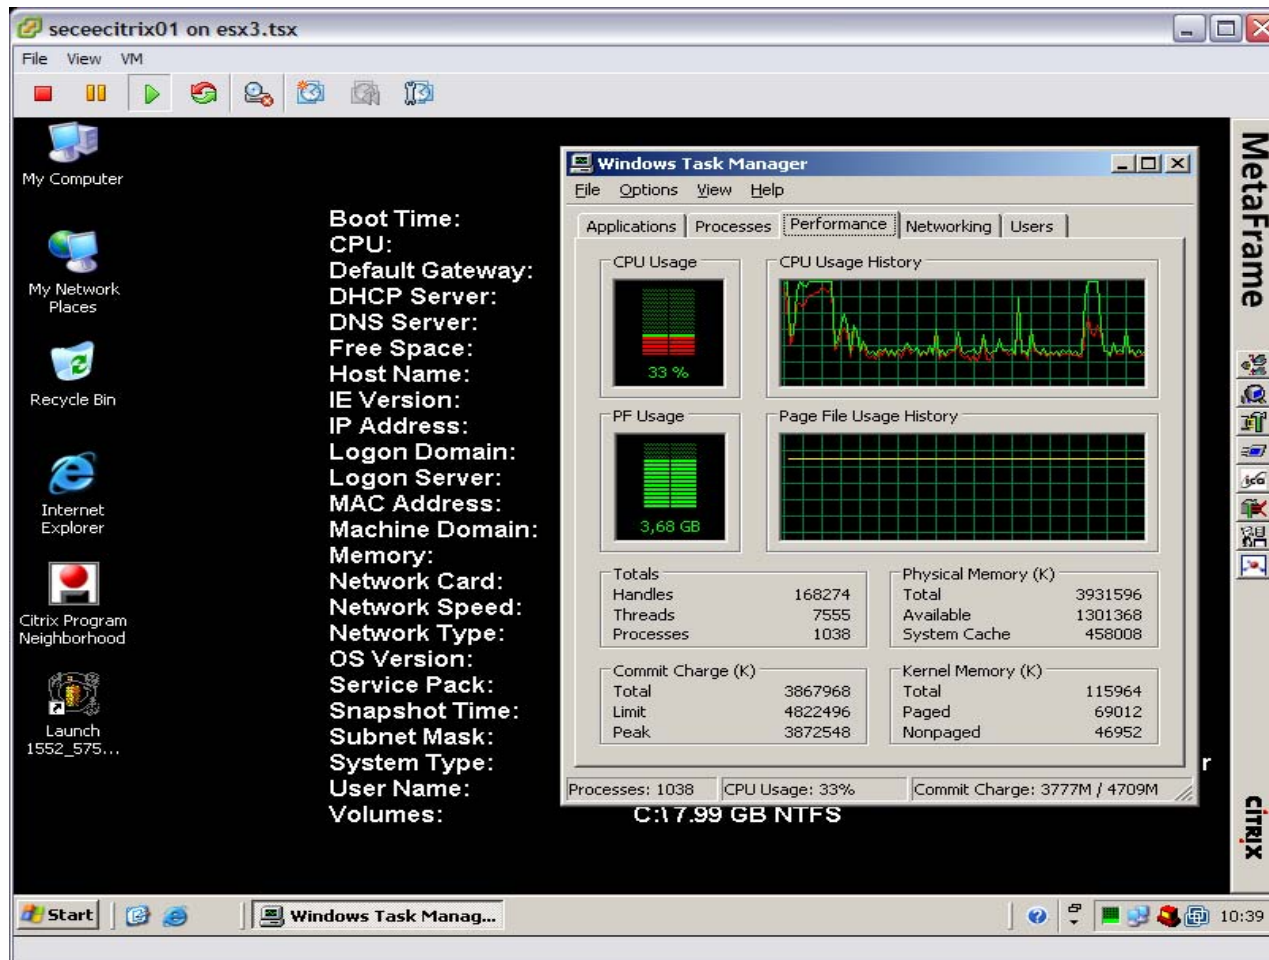 seceecitrix01 on esx3.tsx
File View VM
My Computer
My Network
Places
Recycle Bin
Internet
Explorer
Citrix Program
Neighborhood
Launch
1552_575...
Boot Time:
CPU:
Default Gateway:
DHCP Server:
DNS Server:
Free Space:
Host Name:
IE Version:
IP Address:
Logon Domain:
Logon Server:
MAC Address:
Machine Domain:
Memory:
Network Card:
Network Speed:
Network Type:
OS Version:
Service Pack:
Snapshot Time:
Subnet Mask:
System Type: r
User Name:
Volumes: C:\ 7.99 GB NTFS
Windows Task Manager
File Options View Help
Applications Processes Performance Networking Users
CPU Usage CPU Usage History
33 %
PF Usage Page File Usage History
3,68 GB
Totals
Handles 168274
Threads 7555
Processes 1038
Physical Memory (K)
Total 3931596
Available 1301368
System Cache 458008
Commit Charge (K)
Total 3867968
Limit 4822496
Peak 3872548
Kernel Memory (K)
Total 115964
Paged 69012
Nonpaged 46952
Processes: 1038 CPU Usage: 33% Commit Charge: 3777M / 4709M
MetaFrame
ica
CITRIX
Start Windows Task Manag... 10:39